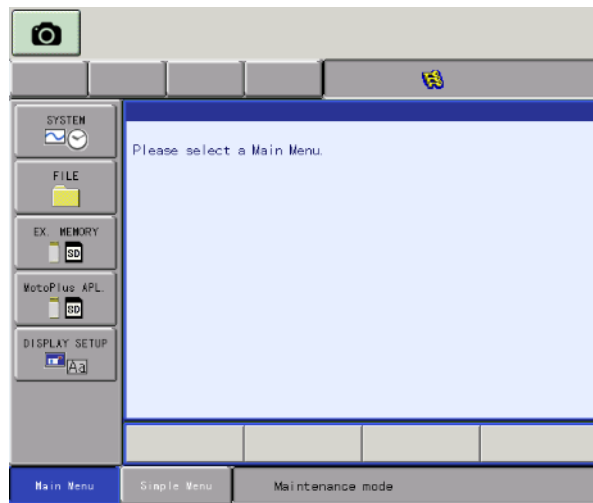 SYSTEM
FILE
EX. MEMORY
SD
MotoPlus APL.
SD
DISPLAY SETUP
Aa
Please select a Main Menu.
Main Menu
Simple Menu
Maintenance mode